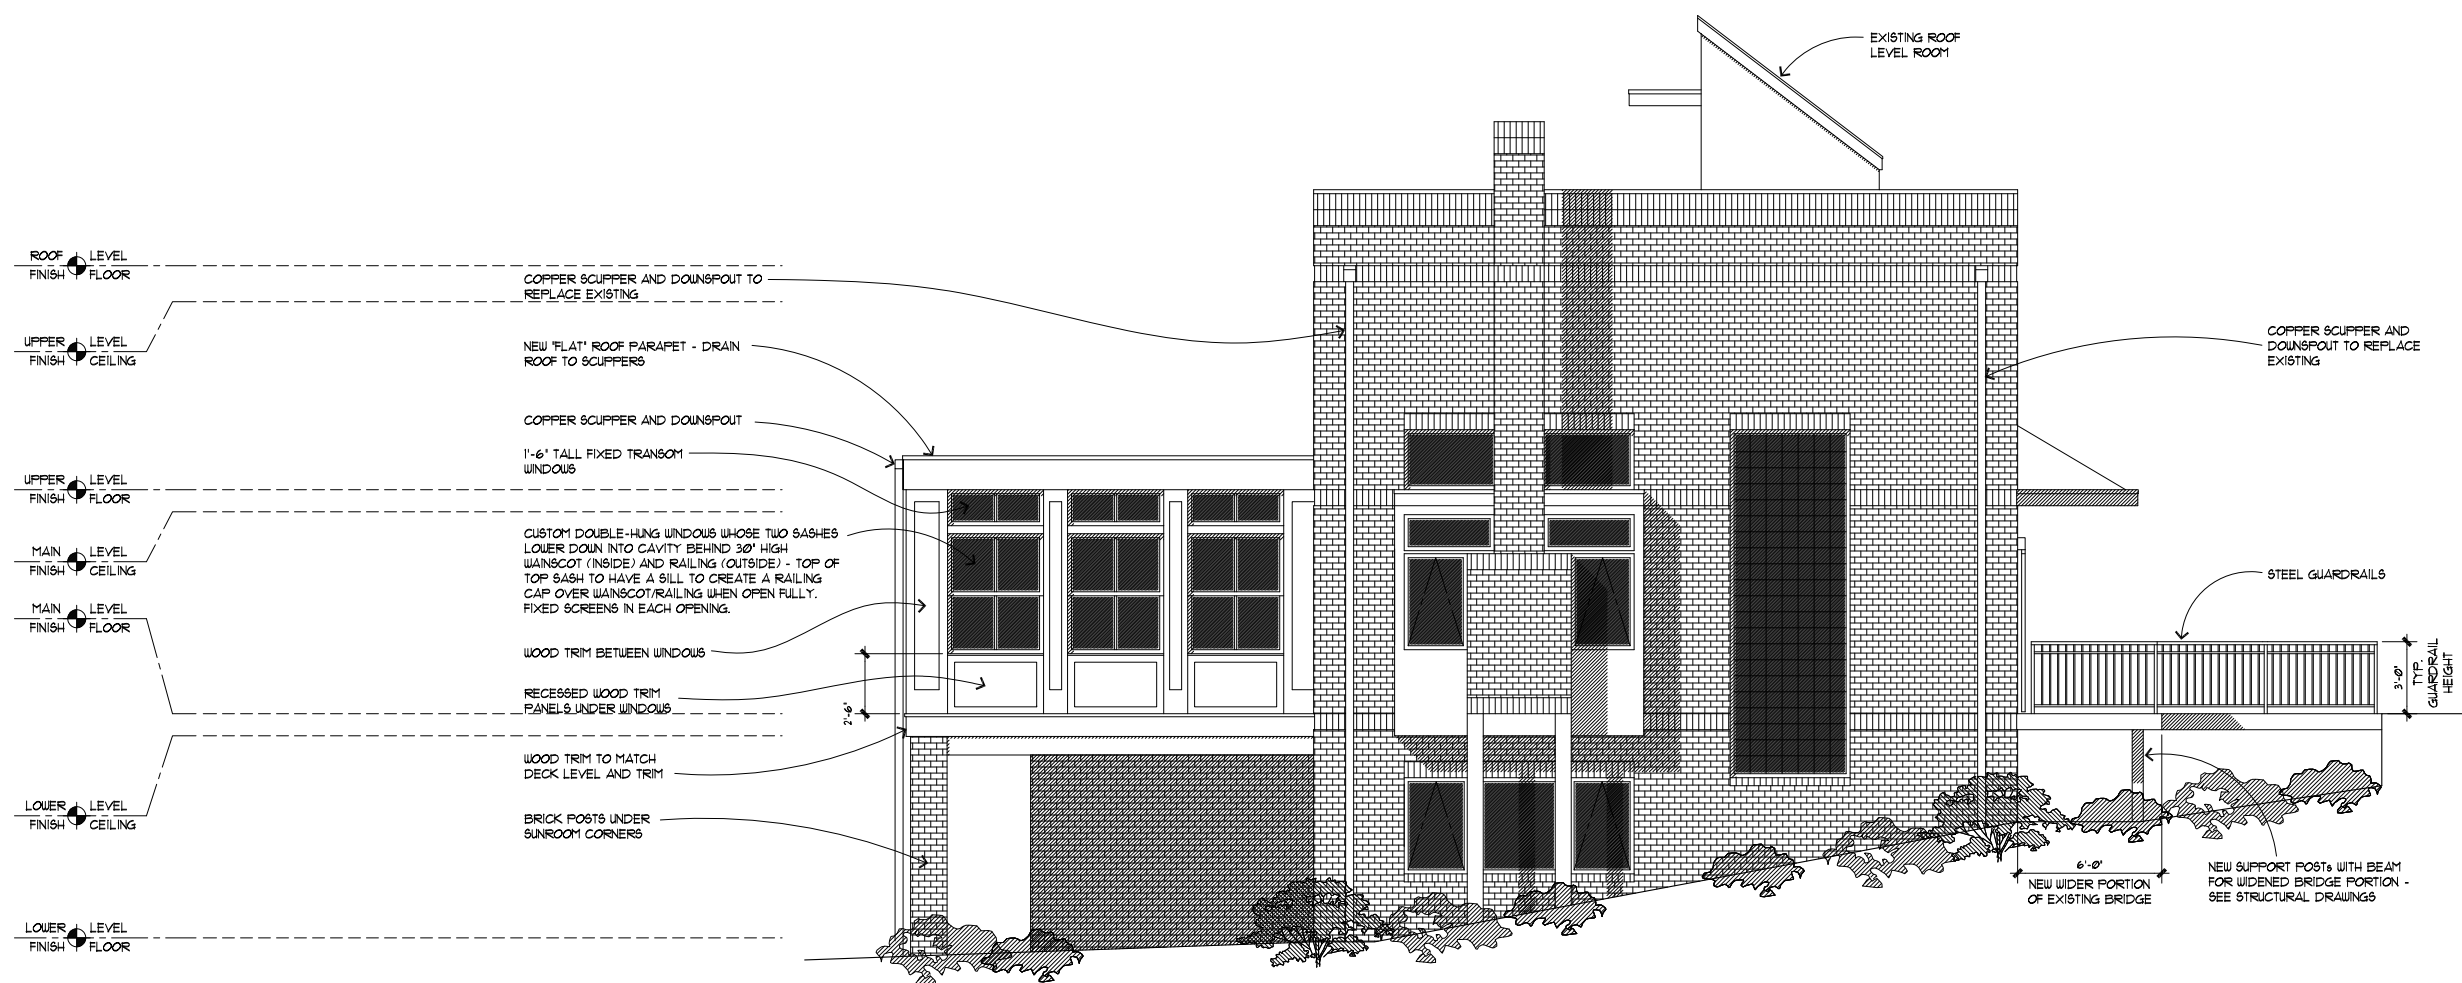 EXISTING ROOF
LEVEL ROOM
ROOF LEVEL
FINISH FLOOR
COPPER SCUPPER AND DOWNSPOUT TO
REPLACE EXISTING
UPPER LEVEL
FINISH CEILING
NEW "FLAT" ROOF PARAPET - DRAIN
ROOF TO SCUPPERS
COPPER SCUPPER AND
DOWNSPOUT TO REPLACE
EXISTING
COPPER SCUPPER AND DOWNSPOUT
1'-6" TALL FIXED TRANSOM
WINDOWS
UPPER LEVEL
FINISH FLOOR
CUSTOM DOUBLE-HUNG WINDOWS WHOSE TWO SASHES
LOWER DOWN INTO CAVITY BEHIND 30" HIGH
WAINSCOT (INSIDE) AND RAILING (OUTSIDE) - TOP OF
TOP SASH TO HAVE A SILL TO CREATE A RAILING
CAP OVER WAINSCOT/RAILING WHEN OPEN FULLY.
FIXED SCREENS IN EACH OPENING.
MAIN LEVEL
FINISH CEILING
STEEL GUARDRAILS
MAIN LEVEL
FINISH FLOOR
WOOD TRIM BETWEEN WINDOWS
RECESSED WOOD TRIM
PANELS UNDER WINDOWS
2'-6"
3'-0"
TYP.
GUARDRAIL
HEIGHT
WOOD TRIM TO MATCH
DECK LEVEL AND TRIM
LOWER LEVEL
FINISH CEILING
BRICK POSTS UNDER
SUNROOM CORNERS
6'-0"
NEW WIDER PORTION
OF EXISTING BRIDGE
NEW SUPPORT POSTs WITH BEAM
FOR WIDENED BRIDGE PORTION -
SEE STRUCTURAL DRAWINGS
LOWER LEVEL
FINISH FLOOR